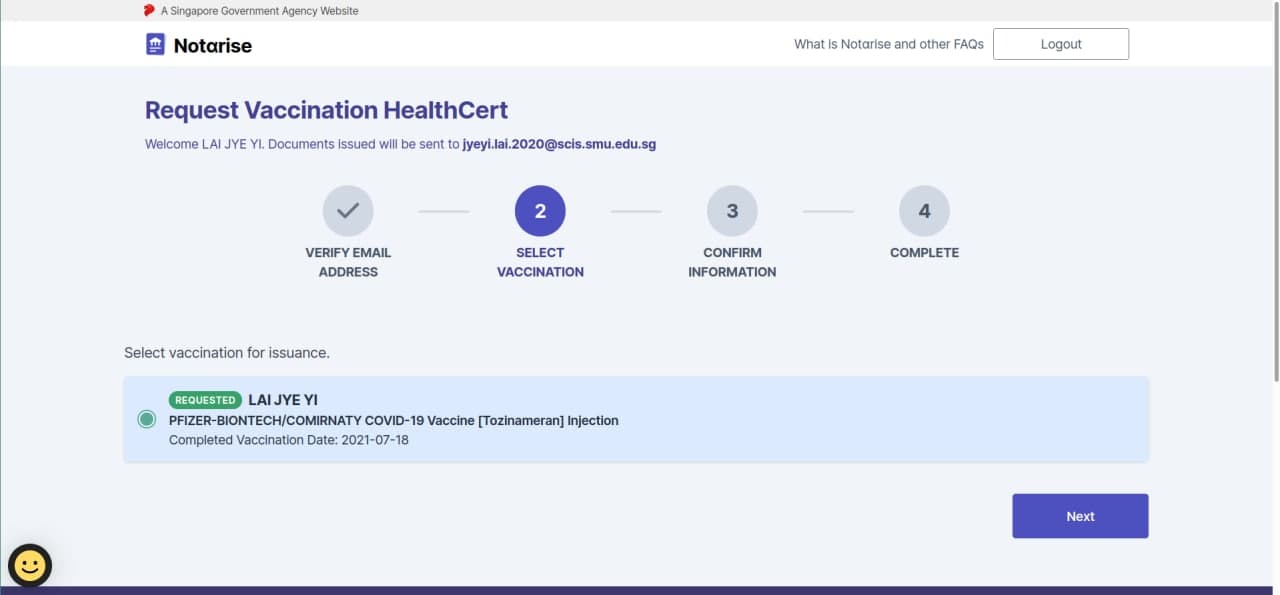 A Singapore Government Agency Website
Notarise
What is Notarise and other FAQs
Logout
Request Vaccination HealthCert
Welcome LAI JYE YI. Documents issued will be sent to jyeyi.lai.2020@scis.smu.edu.sg
2
3
4
VERIFY EMAIL
ADDRESS
SELECT
VACCINATION
CONFIRM
INFORMATION
COMPLETE
Select vaccination for issuance.
REQUESTED LAI JYE YI
PFIZER-BIONTECH/COMIRNATY COVID-19 Vaccine [Tozinameran] Injection
Completed Vaccination Date: 2021-07-18
Next